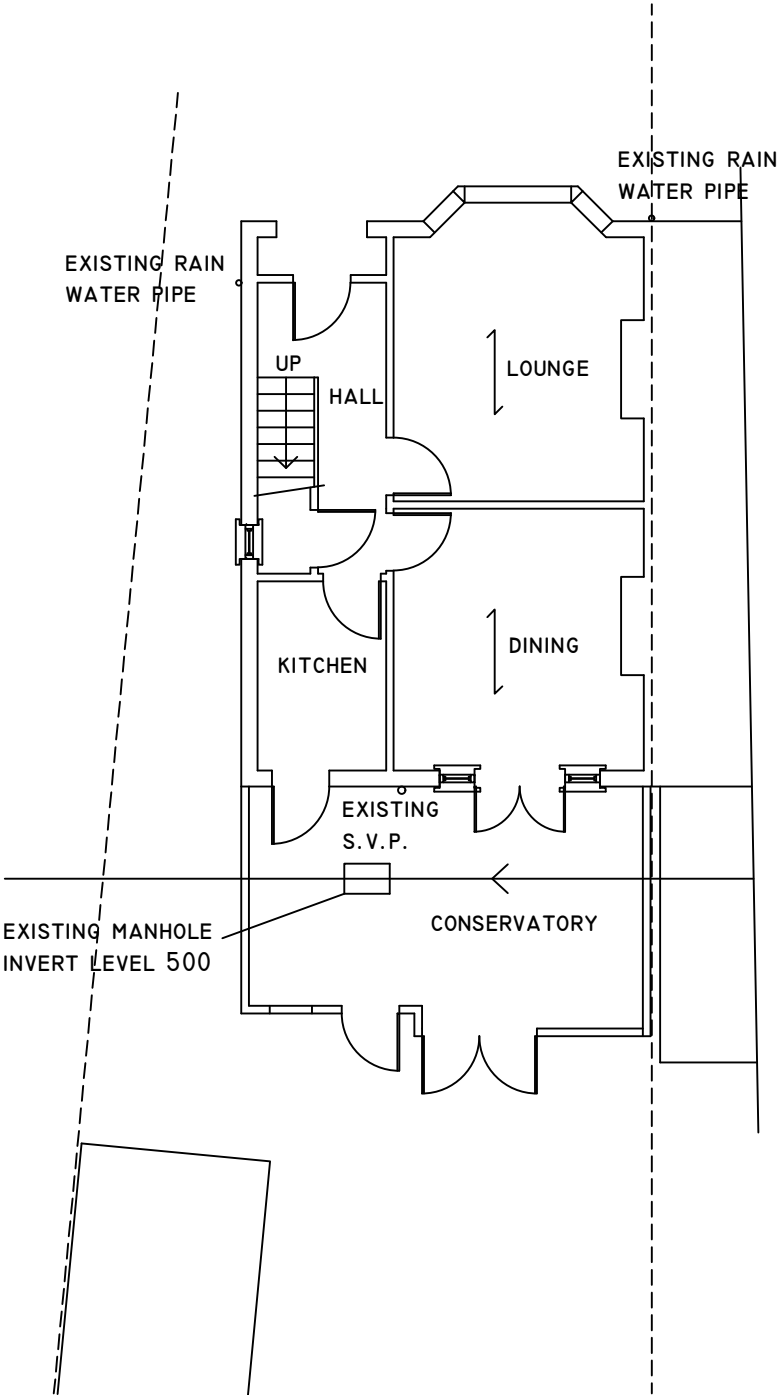 EXISTING RAIN
WATER PIPE
EXISTING RAIN
WATER PIPE
UP
HALL
LOUNGE
KITCHEN
DINING
EXISTING
S.V.P.
CONSERVATORY
EXISTING MANHOLE
INVERT LEVEL 500